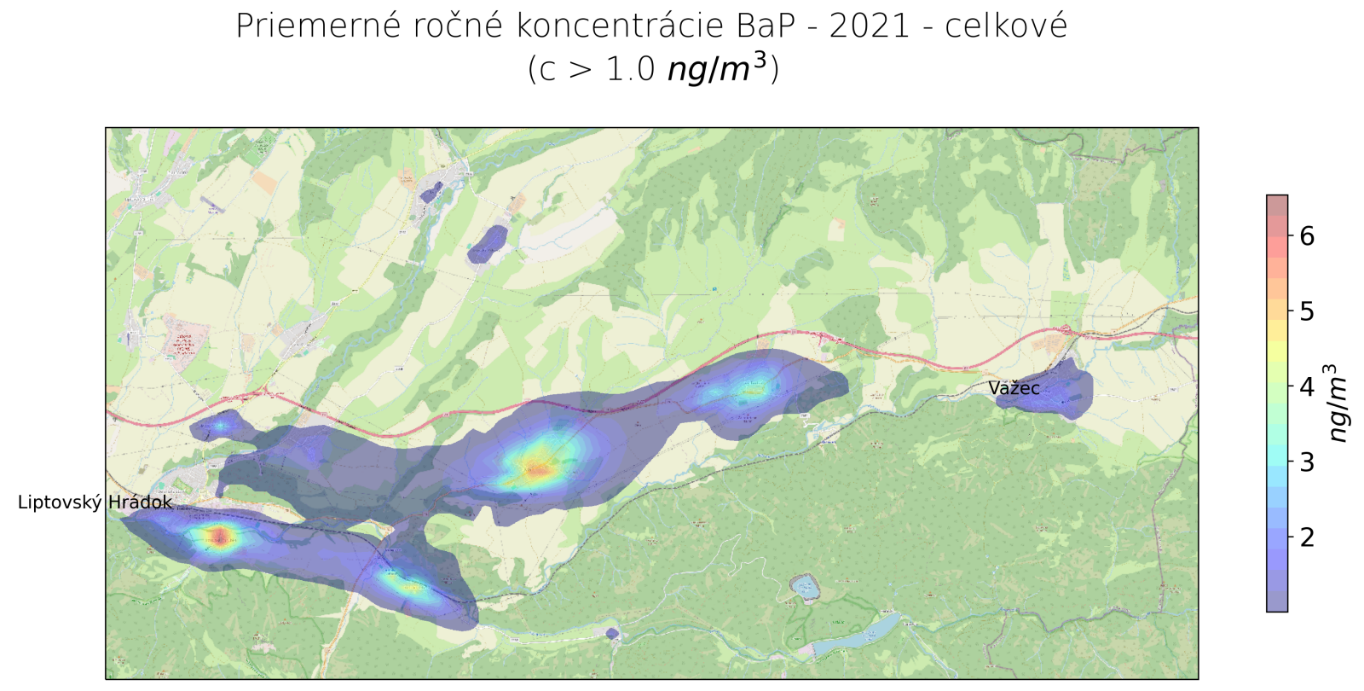 Priemerné ročné koncentrácie BaP - 2021 - celkové
(c > 1.0 ng/m³)
6
5
4
3
2
ng/m³
Važec
Liptovský Hrádok